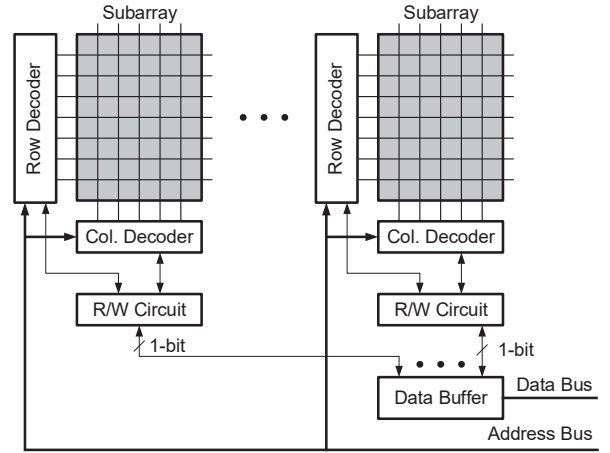 Subarray
Subarray
Row Decoder
Row Decoder
Col. Decoder
Col. Decoder
R/W Circuit
R/W Circuit
1-bit
1-bit
Data Buffer
Data Bus
Address Bus